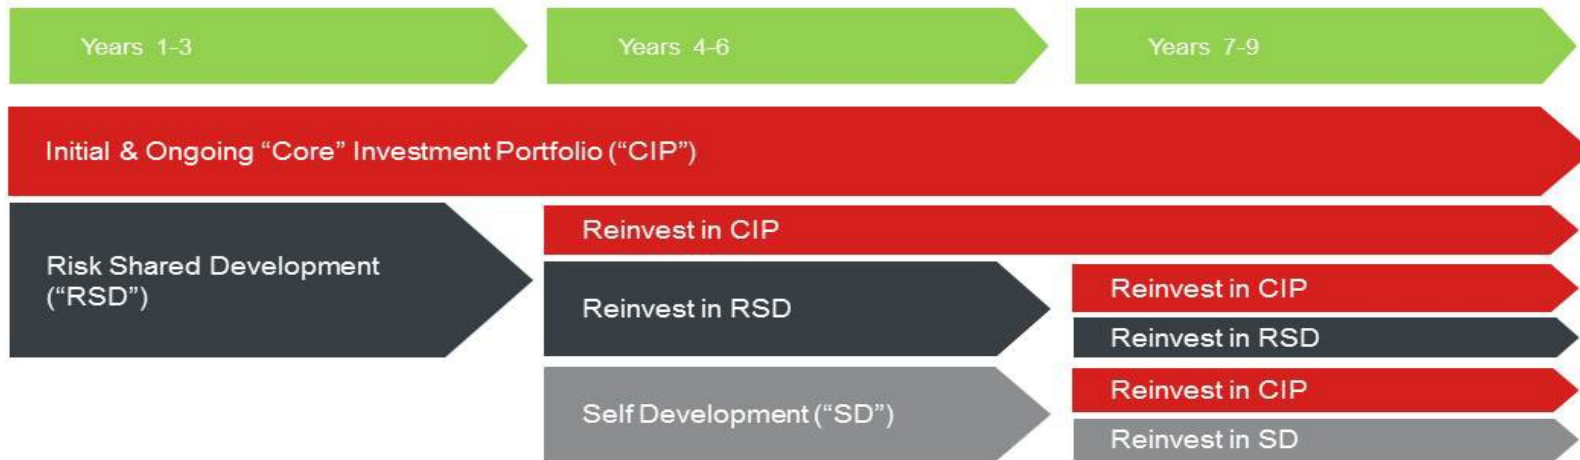 Years 1-3
Years 4-6
Years 7-9
Initial & Ongoing “Core” Investment Portfolio (“CIP”)
Risk Shared Development
(“RSD”)
Reinvest in CIP
Reinvest in RSD
Self Development (“SD”)
Reinvest in CIP
Reinvest in RSD
Reinvest in CIP
Reinvest in SD